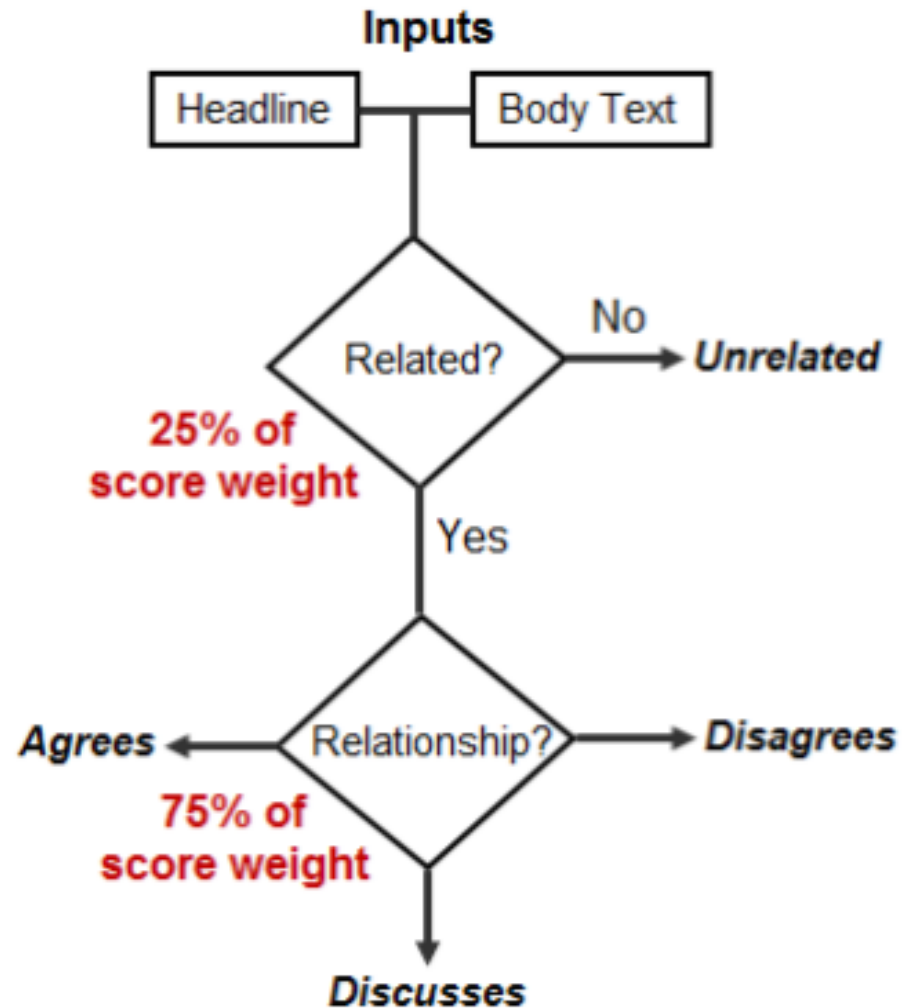 Inputs
Headline
Body Text
Related?
No
Unrelated
25% of
score weight
Yes
Agrees
Relationship?
Disagrees
75% of
score weight
Discusses